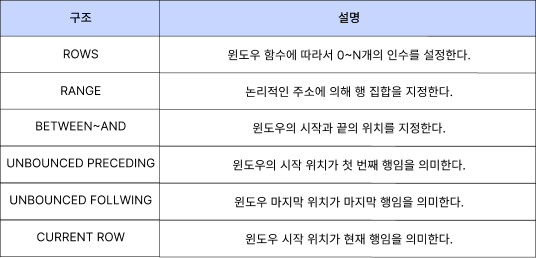 구조 설명
ROWS 윈도우 함수에 따라서 0~N개의 인수를 설정한다.
RANGE 논리적인 주소에 의해 행 집합을 지정한다.
BETWEEN~AND 윈도우의 시작과 끝의 위치를 지정한다.
UNBOUNDED PRECEDING 윈도우의 시작 위치가 첫 번째 행임을 의미한다.
UNBOUNDED FOLLWING 윈도우 마지막 위치가 마지막 행임을 의미한다.
CURRENT ROW 윈도우 시작 위치가 현재 행임을 의미한다.